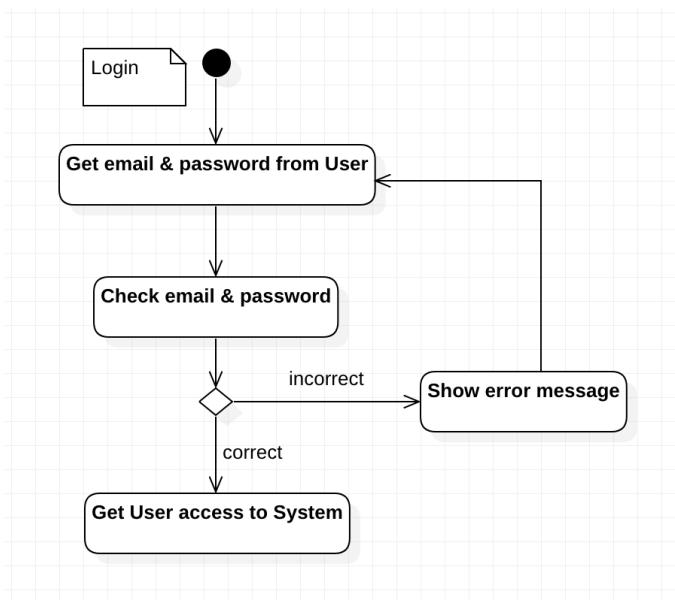 Login
Get email & password from User
Check email & password
incorrect
Show error message
correct
Get User access to System